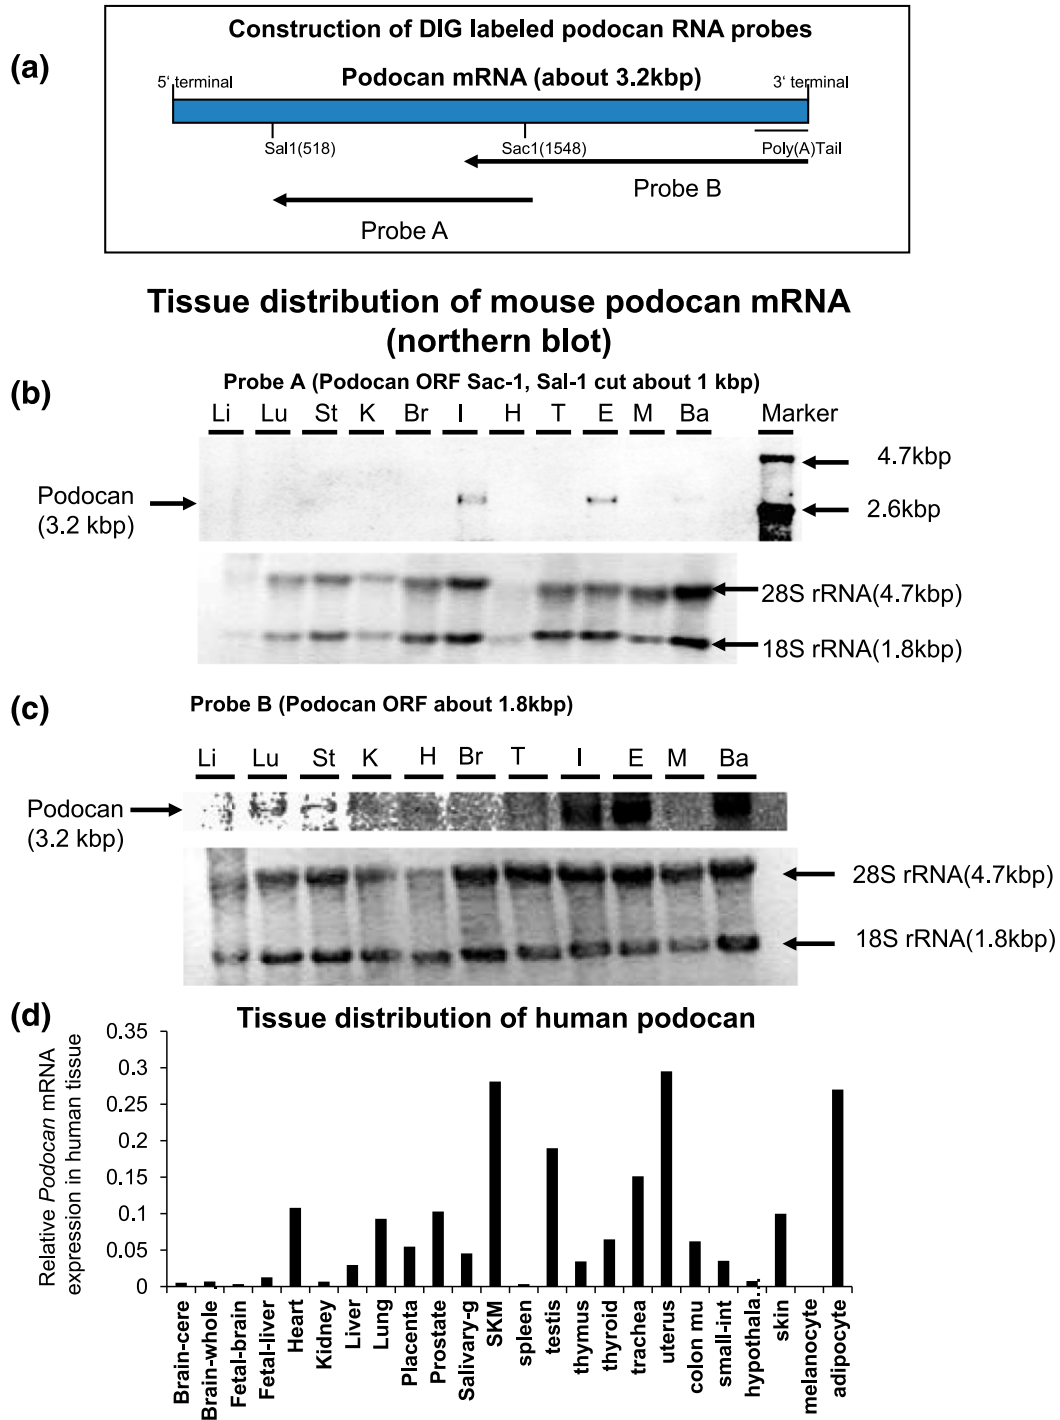 (a)
Construction of DIG labeled podocan RNA probes
Podocan mRNA (about 3.2kbp)
5' terminal
3' terminal
Sal1(518)
Sac1(1548)
Poly(A)Tail
Probe B
Probe A
Tissue distribution of mouse podocan mRNA
(northern blot)
(b)
Probe A (Podocan ORF Sac-1, Sal-1 cut about 1 kbp)
Li Lu St K Br I H T E M Ba Marker
4.7kbp
Podocan
(3.2 kbp)
2.6kbp
28S rRNA(4.7kbp)
18S rRNA(1.8kbp)
(c)
Probe B (Podocan ORF about 1.8kbp)
Li Lu St K H Br T I E M Ba
Podocan
(3.2 kbp)
28S rRNA(4.7kbp)
18S rRNA(1.8kbp)
(d)
Tissue distribution of human podocan
Relative Podocan mRNA
expression in human tissue
0.35
0.3
0.25
0.2
0.15
0.1
0.05
0
Brain-cere
Brain-whole
Fetal-brain
Fetal-liver
Heart
Kidney
Liver
Lung
Placenta
Prostate
Salivary-g
SKM
spleen
testis
thymus
thyroid
trachea
uterus
colon mu
small-int
hypothala.
skin
melanocyte
adipocyte